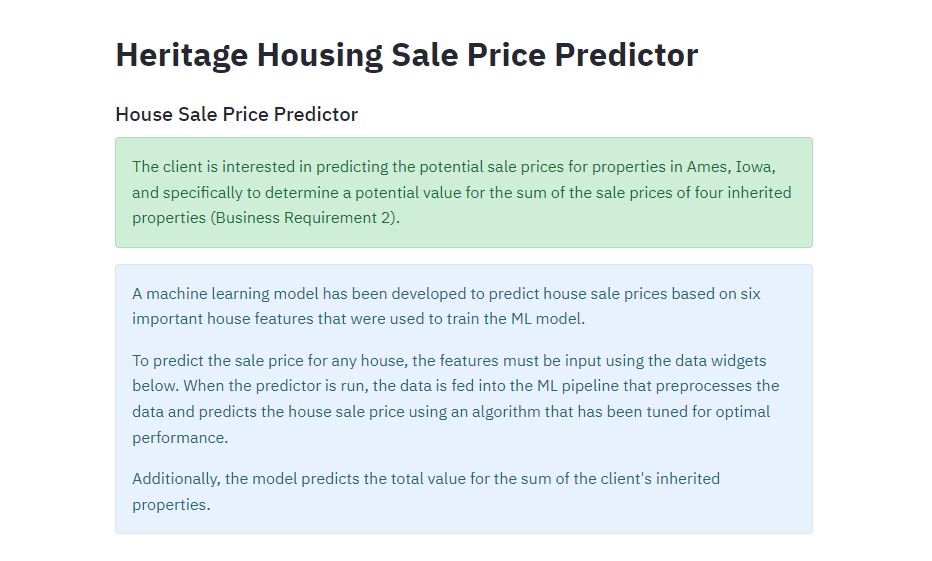 Heritage Housing Sale Price Predictor
House Sale Price Predictor
The client is interested in predicting the potential sale prices for properties in Ames, Iowa,
and specifically to determine a potential value for the sum of the sale prices of four inherited
properties (Business Requirement 2).
A machine learning model has been developed to predict house sale prices based on six
important house features that were used to train the ML model.
To predict the sale price for any house, the features must be input using the data widgets
below. When the predictor is run, the data is fed into the ML pipeline that preprocesses the
data and predicts the house sale price using an algorithm that has been tuned for optimal
performance.
Additionally, the model predicts the total value for the sum of the client's inherited
properties.